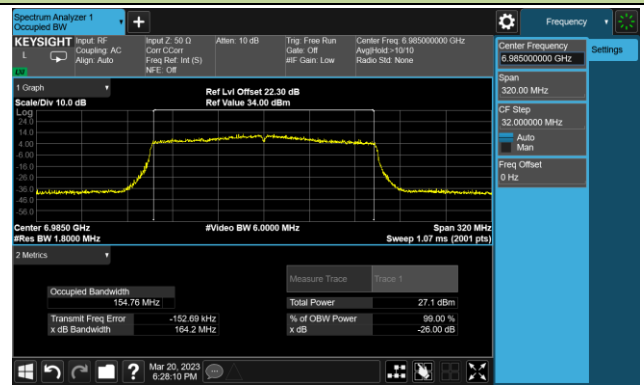 Spectrum Analyzer 1
Occupied BW
Frequency
KEYSIGHT
L
LW
Input: RF
Coupling: AC
Align: Auto
Input Z: 50 Ω
Corr CCorr
Freq Ref: Int (S)
NFE: Off
Atten: 10 dB
Trig: Free Run
Gate: Off
#IF Gain: Low
Center Freq: 6.985000000 GHz
Avg|Hold:>10/10
Radio Std: None
Center Frequency
6.985000000 GHz
Settings
Span
320.00 MHz
CF Step
32.000000 MHz
Auto
Man
Freq Offset
0 Hz
1 Graph
Scale/Div 10.0 dB
Ref Lvl Offset 22.30 dB
Ref Value 34.00 dBm
Log
24.0
14.0
4.00
-6.00
-16.0
-26.0
-36.0
-46.0
-56.0
Center 6.9850 GHz
#Res BW 1.8000 MHz
#Video BW 6.0000 MHz
Span 320 MHz
Sweep 1.07 ms (2001 pts)
2 Metrics
Measure Trace
Trace 1
Occupied Bandwidth
154.76 MHz
Total Power
27.1 dBm
Transmit Freq Error
-152.69 kHz
% of OBW Power
99.00 %
x dB Bandwidth
164.2 MHz
x dB
-26.00 dB
Mar 20, 2023
6:28:10 PM